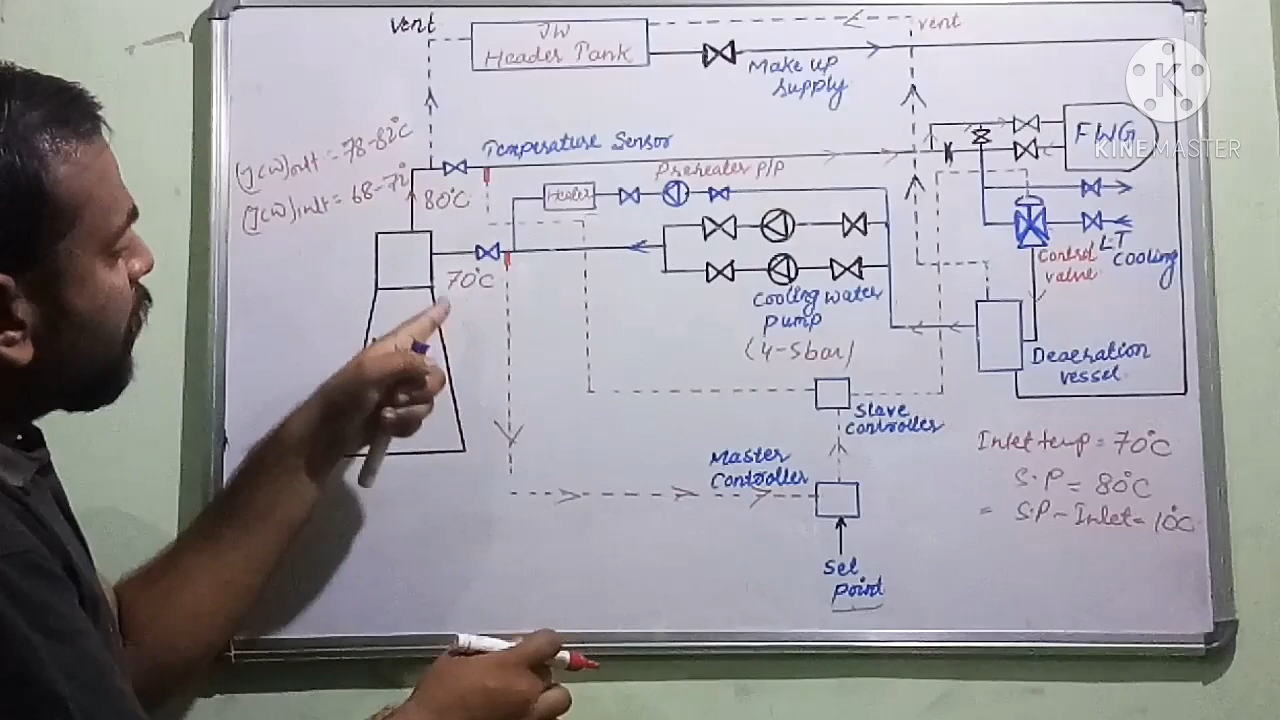 vent
JW
Header Tank
vent
Make up
supply
K
KINEMASTER
FWG
(JCW)outt = 78-82°C
(JCW)inlt = 68-72°
Temperature Sensor
Preheater P/P
Heater
80°C
70°C
LT
Cooling
Control
valve
Cooling water
pump
(4-5bar)
Deaeration
vessel
Slave
Controller
Master
Controller
Inlet temp = 70°C
S.P = 80°C
= S.P - Inlet = 10°C
Set
point